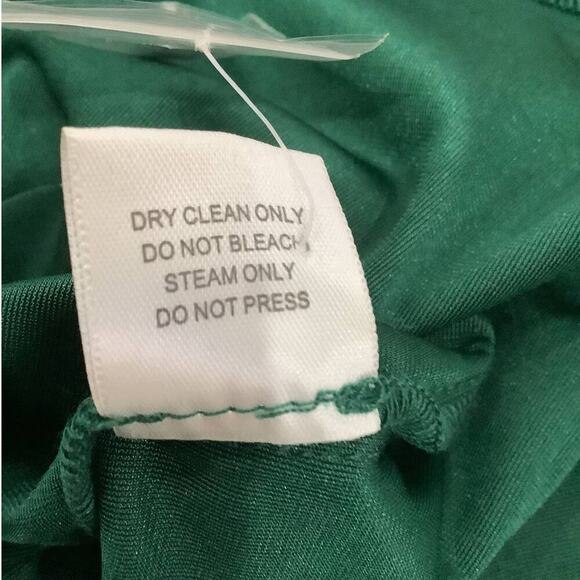 DRY CLEAN ONLY
DO NOT BLEACH
STEAM ONLY
DO NOT PRESS